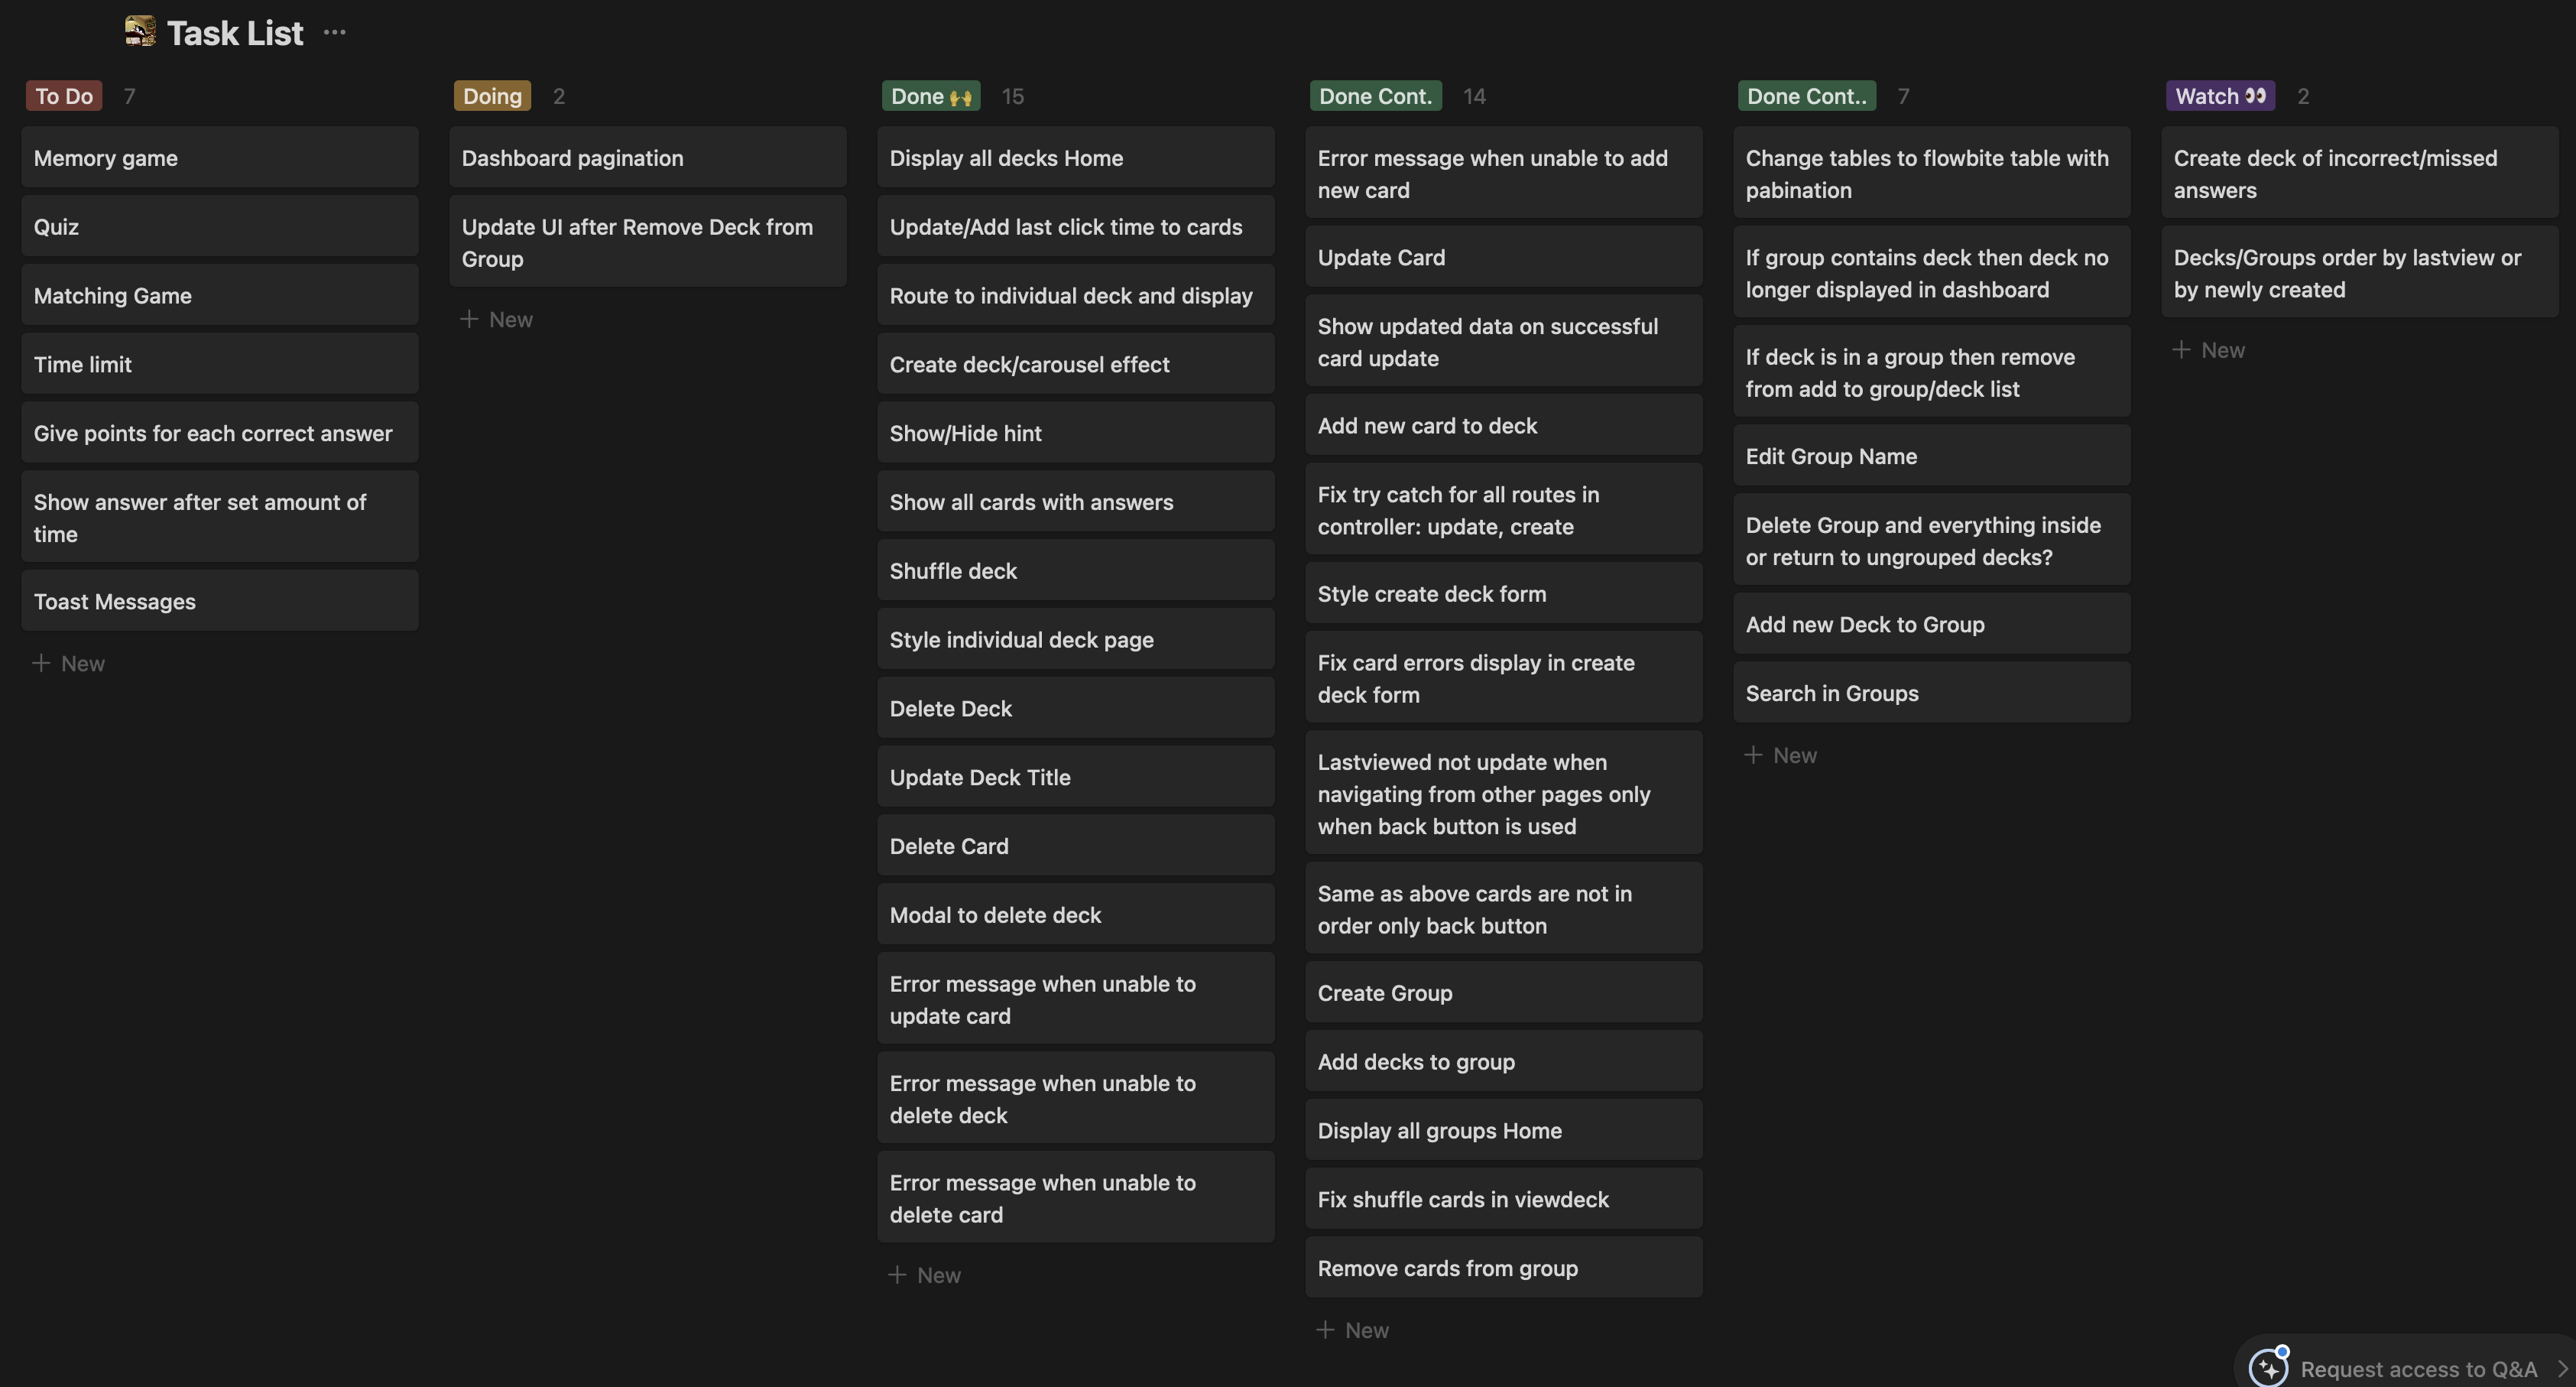 Task List ...
To Do 7
Memory game
Quiz
Matching Game
Time limit
Give points for each correct answer
Show answer after set amount of
time
Toast Messages
+ New
Doing 2
Dashboard pagination
Update UI after Remove Deck from
Group
+ New
Done 🙌 15
Display all decks Home
Update/Add last click time to cards
Route to individual deck and display
Create deck/carousel effect
Show/Hide hint
Show all cards with answers
Shuffle deck
Style individual deck page
Delete Deck
Update Deck Title
Delete Card
Modal to delete deck
Error message when unable to
update card
Error message when unable to
delete deck
Error message when unable to
delete card
+ New
Done Cont. 14
Error message when unable to add
new card
Update Card
Show updated data on successful
card update
Add new card to deck
Fix try catch for all routes in
controller: update, create
Style create deck form
Fix card errors display in create
deck form
Lastviewed not update when
navigating from other pages only
when back button is used
Same as above cards are not in
order only back button
Create Group
Add decks to group
Display all groups Home
Fix shuffle cards in viewdeck
Remove cards from group
+ New
Done Cont.. 7
Change tables to flowbite table with
pabination
If group contains deck then deck no
longer displayed in dashboard
If deck is in a group then remove
from add to group/deck list
Edit Group Name
Delete Group and everything inside
or return to ungrouped decks?
Add new Deck to Group
Search in Groups
+ New
Watch 👀 2
Create deck of incorrect/missed
answers
Decks/Groups order by lastview or
by newly created
+ New
Request access to Q&A